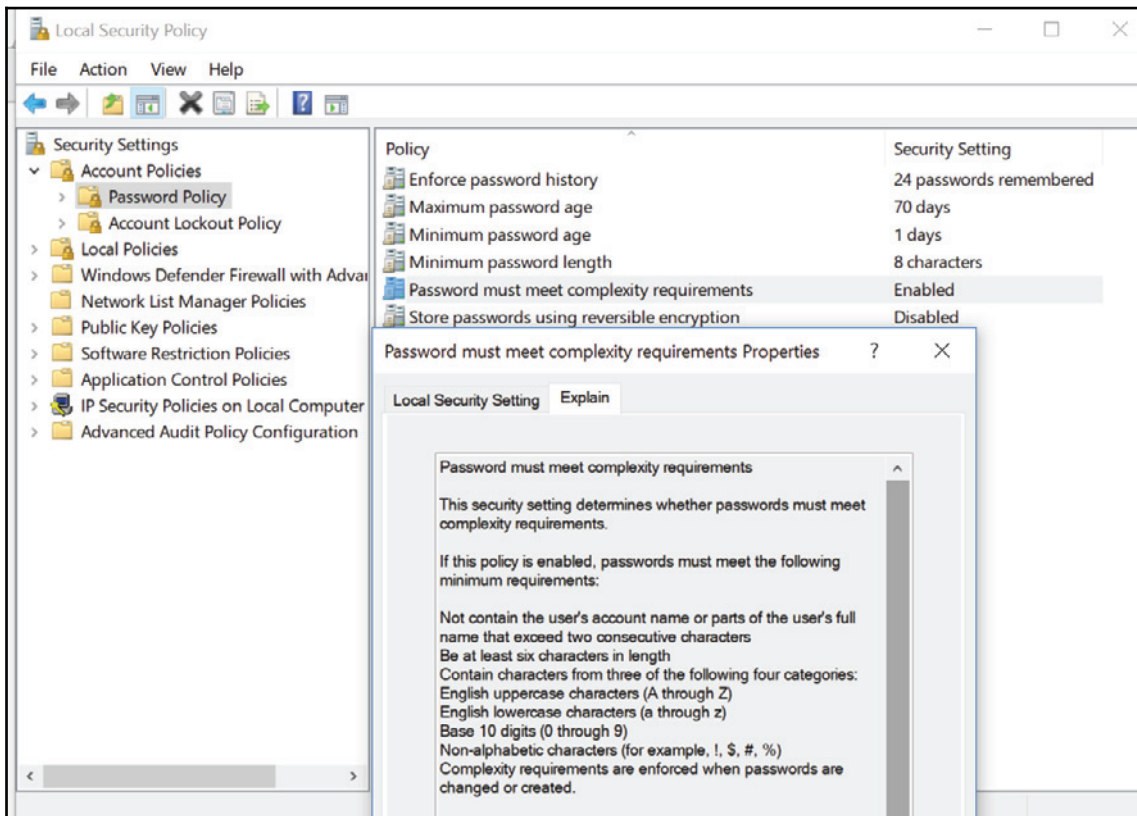 Local Security Policy
File Action View Help
Security Settings
Account Policies
Password Policy
Account Lockout Policy
Local Policies
Windows Defender Firewall with Advan
Network List Manager Policies
Public Key Policies
Software Restriction Policies
Application Control Policies
IP Security Policies on Local Computer
Advanced Audit Policy Configuration
Policy Security Setting
Enforce password history 24 passwords remembered
Maximum password age 70 days
Minimum password age 1 days
Minimum password length 8 characters
Password must meet complexity requirements Enabled
Store passwords using reversible encryption Disabled
Password must meet complexity requirements Properties ?
Local Security Setting Explain
Password must meet complexity requirements
This security setting determines whether passwords must meet
complexity requirements.
If this policy is enabled, passwords must meet the following
minimum requirements:
Not contain the user's account name or parts of the user's full
name that exceed two consecutive characters
Be at least six characters in length
Contain characters from three of the following four categories:
English uppercase characters (A through Z)
English lowercase characters (a through z)
Base 10 digits (0 through 9)
Non-alphabetic characters (for example, !, $, #, %)
Complexity requirements are enforced when passwords are
changed or created.